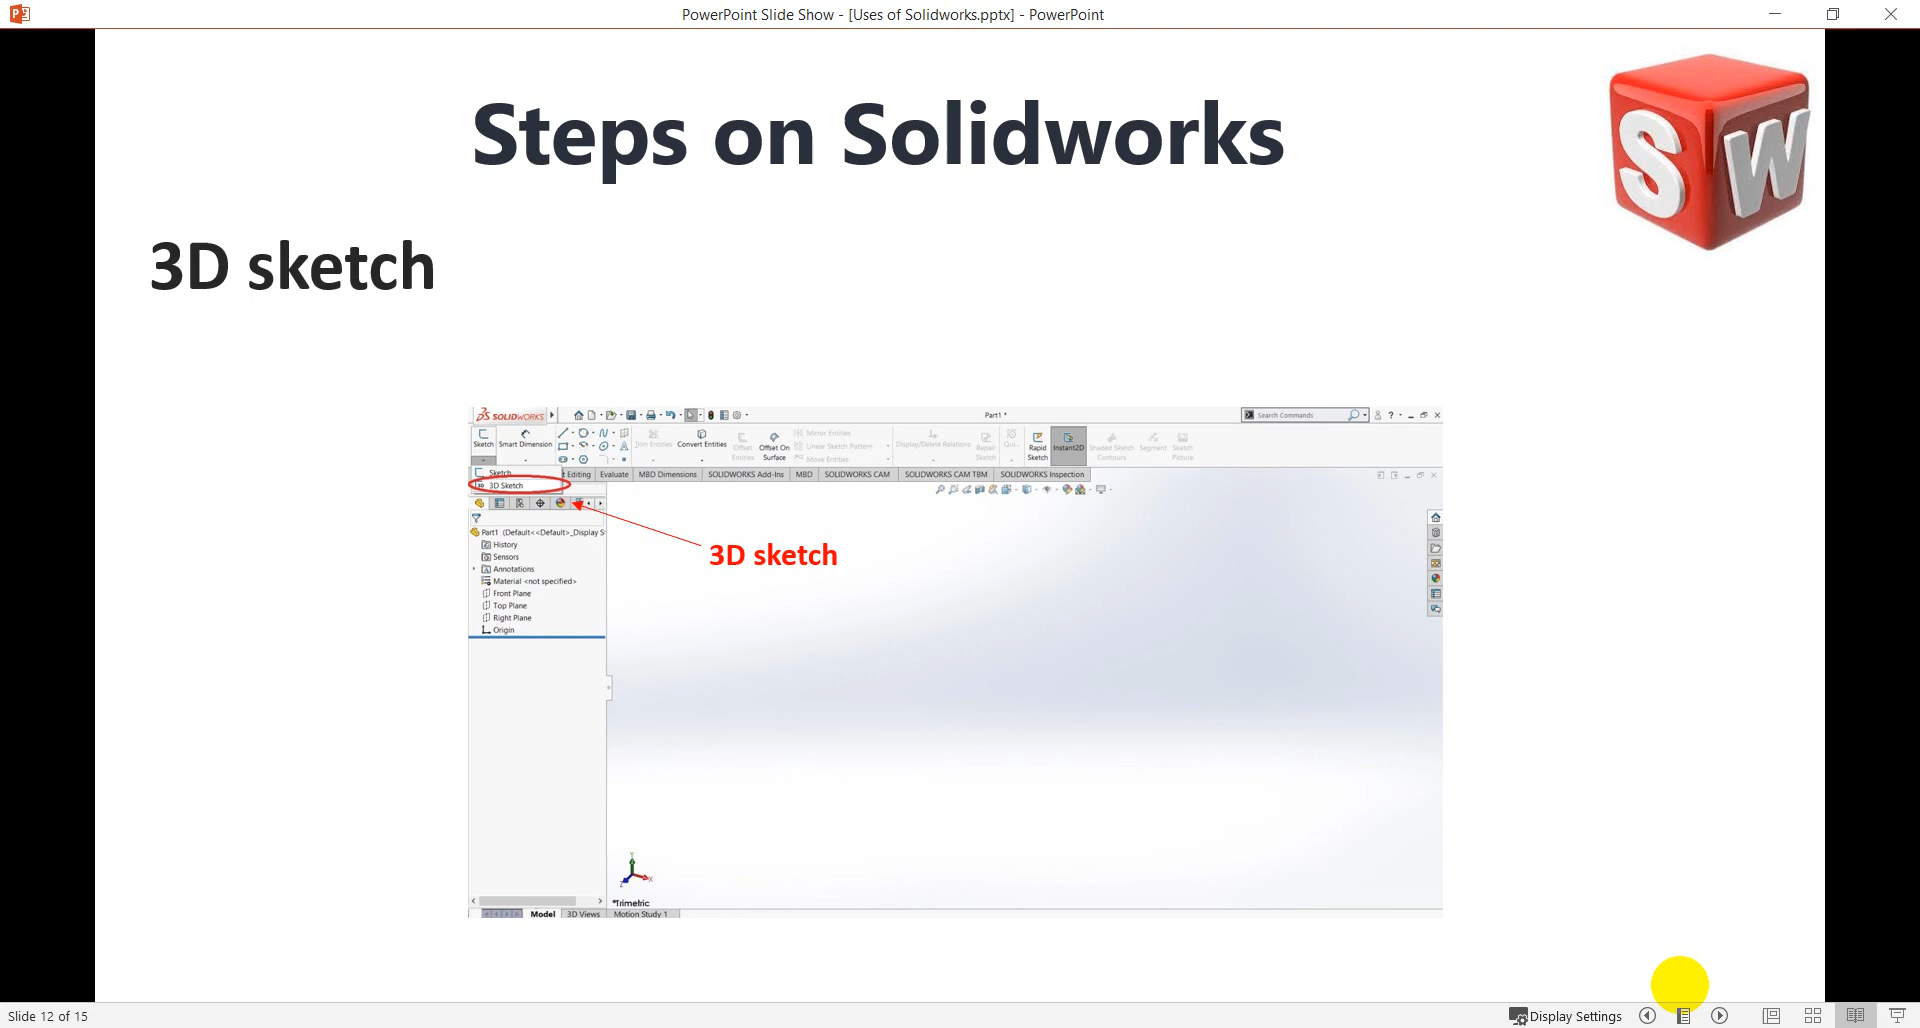 PowerPoint Slide Show - [Uses of Solidworks.pptx] - PowerPoint
Steps on Solidworks
SW
3D sketch
SOLIDWORKS
Part1 *
Search Commands
Sketch
Smart Dimension
Trim Entities
Convert Entities
Offset Entities
Offset On Surface
Mirror Entities
Linear Sketch Pattern
Move Entities
Display/Delete Relations
Repair Sketch
Qui...
Rapid Sketch
Instant2D
Shaded Sketch Contours
Segment
Sketch Picture
Sketch
3D Sketch
t Editing
Evaluate
MBD Dimensions
SOLIDWORKS Add-Ins
MBD
SOLIDWORKS CAM
SOLIDWORKS CAM TBM
SOLIDWORKS Inspection
Part1 (Default<<Default>_Display S
History
Sensors
Annotations
Material <not specified>
Front Plane
Top Plane
Right Plane
Origin
3D sketch
Y
X
Z
*Trimetric
Model
3D Views
Motion Study 1
Slide 12 of 15
Display Settings